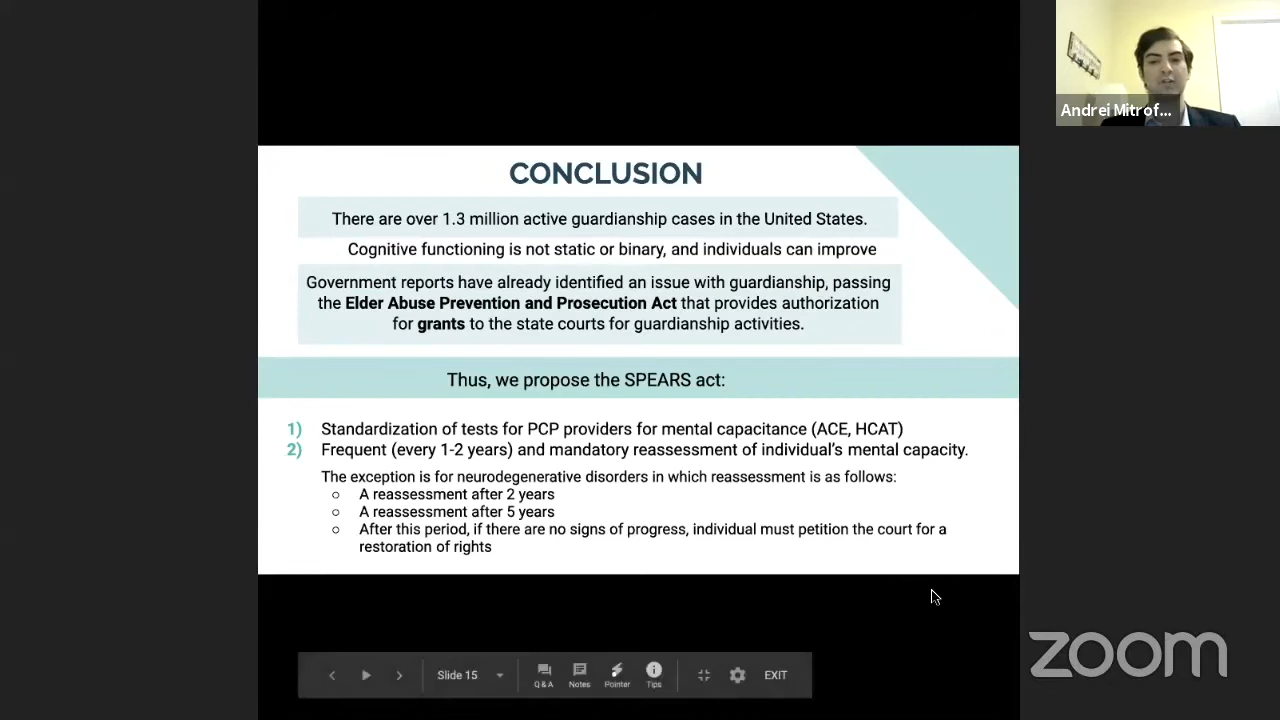 Andrei Mitrof...
CONCLUSION
There are over 1.3 million active guardianship cases in the United States.
Cognitive functioning is not static or binary, and individuals can improve
Government reports have already identified an issue with guardianship, passing
the Elder Abuse Prevention and Prosecution Act that provides authorization
for grants to the state courts for guardianship activities.
Thus, we propose the SPEARS act:
1) Standardization of tests for PCP providers for mental capacitance (ACE, HCAT)
2) Frequent (every 1-2 years) and mandatory reassessment of individual's mental capacity.
The exception is for neurodegenerative disorders in which reassessment is as follows:
○ A reassessment after 2 years
○ A reassessment after 5 years
○ After this period, if there are no signs of progress, individual must petition the court for a
restoration of rights
Slide 15
Q & A
Notes
Pointer
Tips
EXIT
zoom